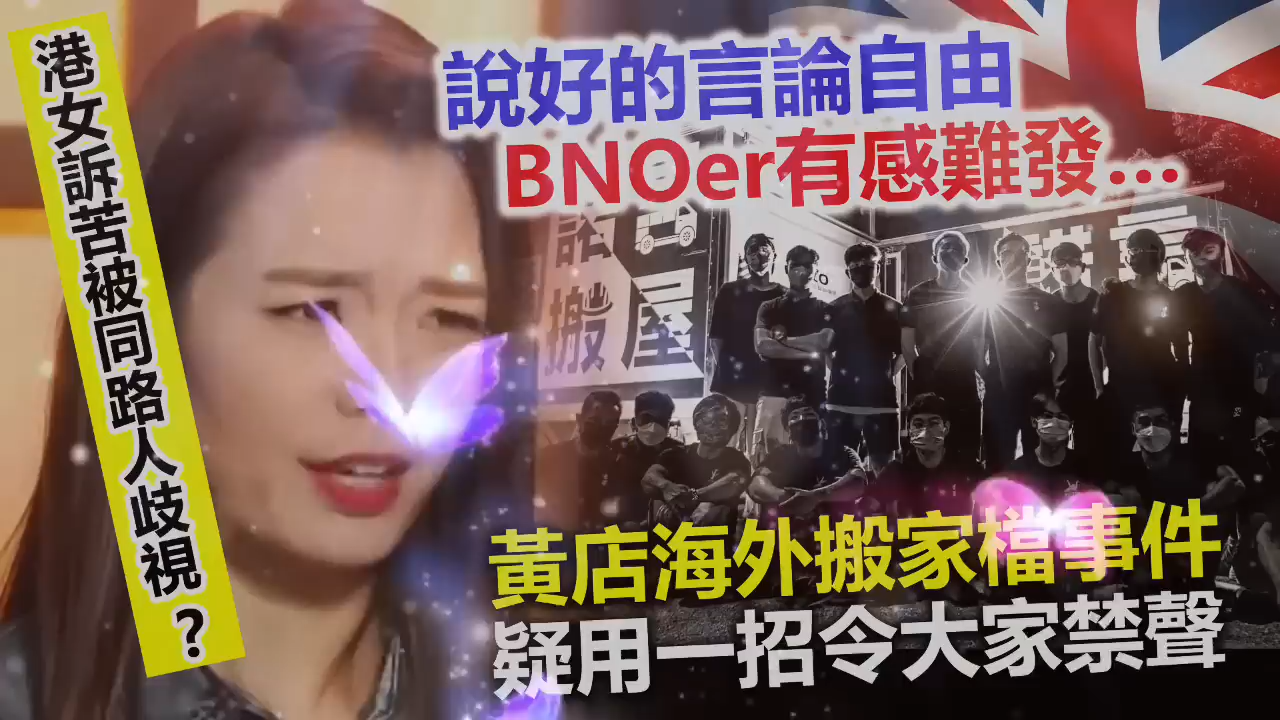 港女訴苦被同路人歧視？
說好的言論自由
BNOer有感難發...
搬屋
黃店海外搬家檔事件
疑用一招令大家禁聲